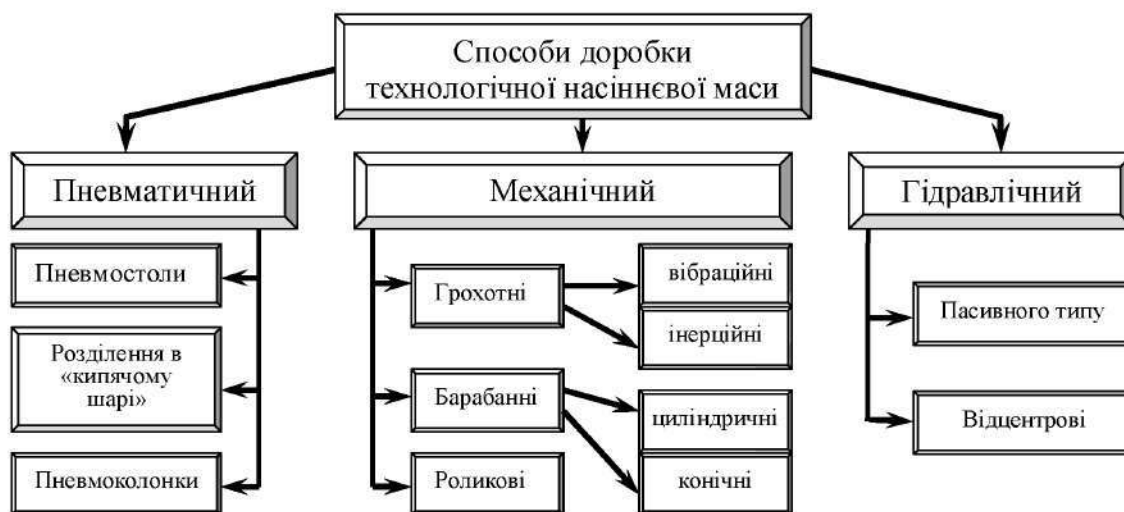 Способи доробки
технологічної насіннєвої маси
Пневматичний
Механічний
Гідравлічний
Пневмостоли
Розділення в
«кипячому
шарі»
Пневмоколонки
Грохотні
вібраційні
інерційні
Барабанні
циліндричні
конічні
Роликові
Пасивного типу
Відцентрові